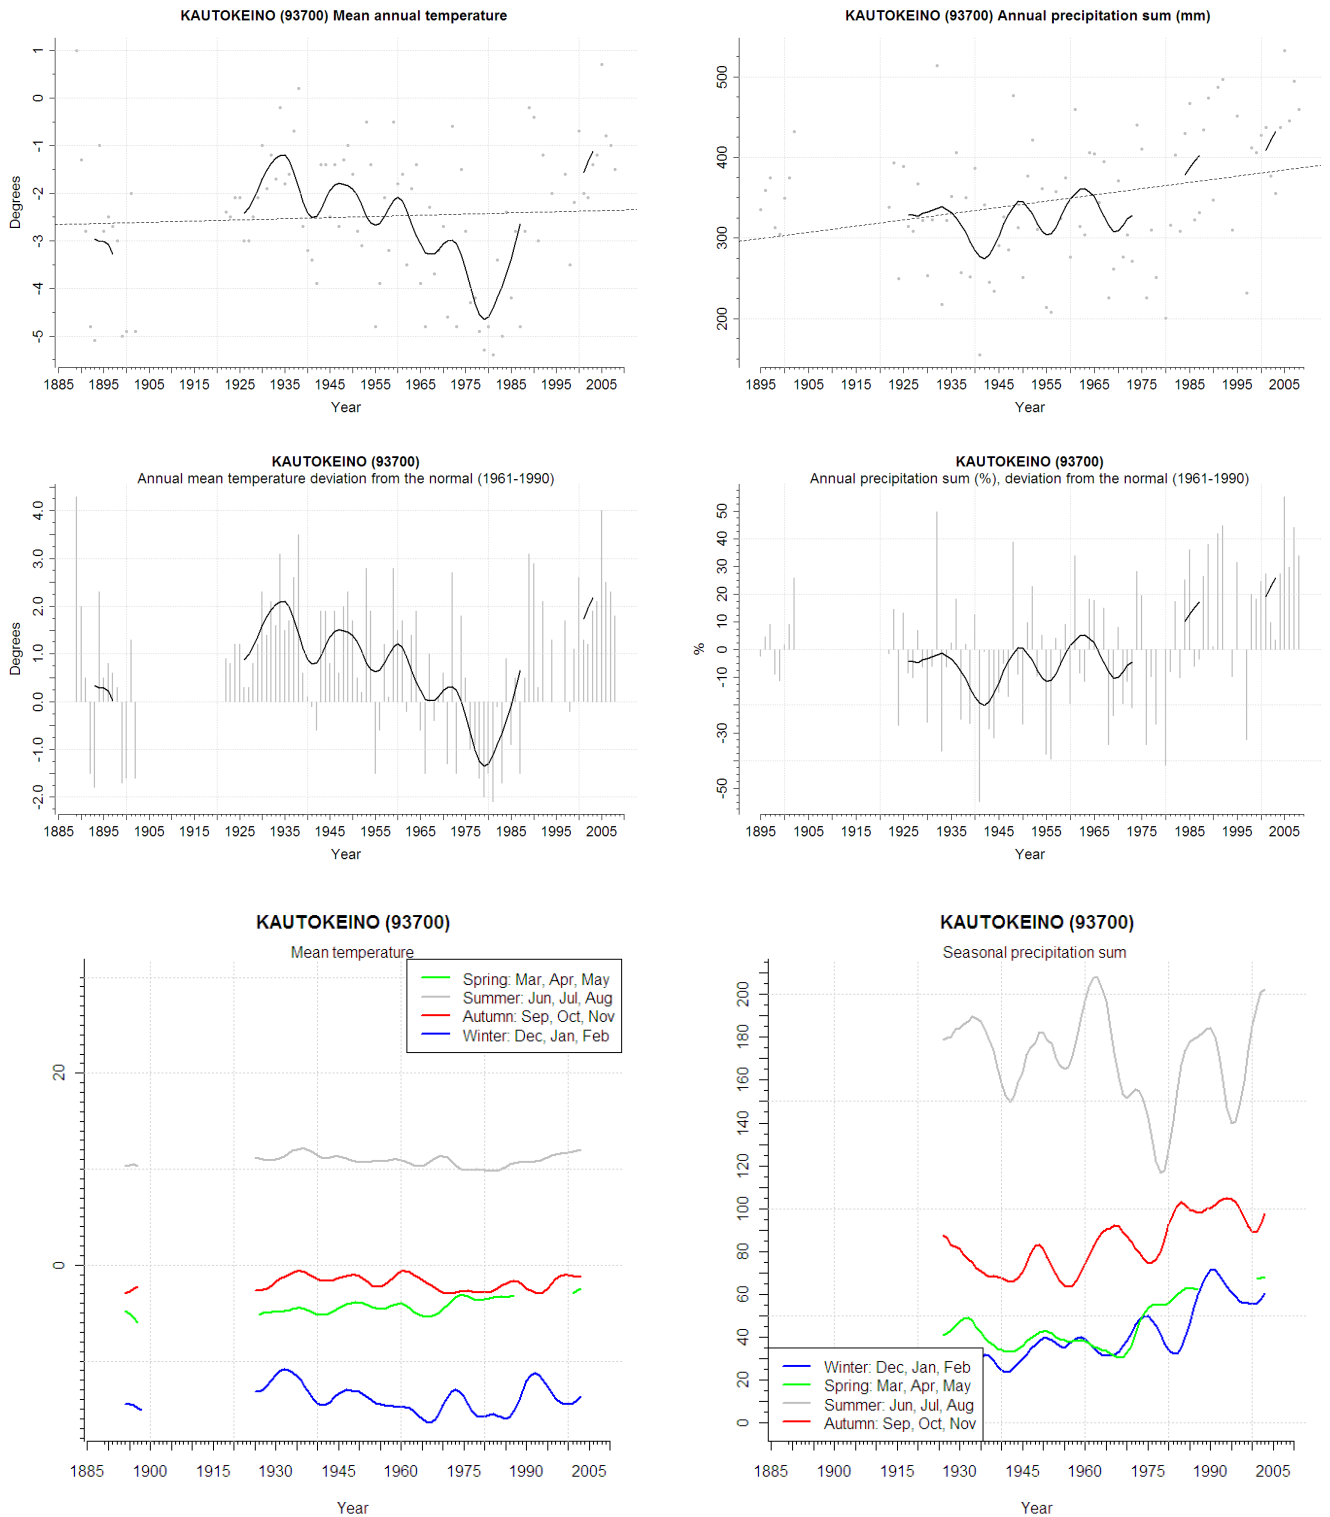 KAUTOKEINO (93700) Mean annual temperature
1
0
-1
-2
-3
-4
-5
Degrees
1885 1895 1905 1925 1935 1945 1955 1965 1975 1985 1995 2005
Year
KAUTOKEINO (93700) Annual precipitation sum (mm)
500
400
300
200
1895 1905 1915 1925 1935 1945 1955 1965 1975 1985 1995 2005
Year
KAUTOKEINO (93700)
Annual mean temperature deviation from the normal (1961-1990)
4.0
3.0
2.0
1.0
0.0
-1.0
-2.0
Degrees
1885 1895 1905 1925 1935 1945 1955 1965 1975 1985 1995 2005
Year
KAUTOKEINO (93700)
Annual precipitation sum (%), deviation from the normal (1961-1990)
50
40
30
20
10
0
-10
-30
-50
%
1895 1905 1915 1925 1935 1945 1955 1965 1975 1985 1995 2005
Year
KAUTOKEINO (93700)
Mean temperature
Spring: Mar, Apr, May
Summer: Jun, Jul, Aug
Autumn: Sep, Oct, Nov
Winter: Dec, Jan, Feb
20
0
1885 1900 1915 1930 1945 1960 1975 1990 2005
Year
KAUTOKEINO (93700)
Seasonal precipitation sum
200
180
160
140
120
100
80
60
40
20
0
Winter: Dec, Jan, Feb
Spring: Mar, Apr, May
Summer: Jun, Jul, Aug
Autumn: Sep, Oct, Nov
1885 1900 1915 1930 1945 1960 1975 1990 2005
Year